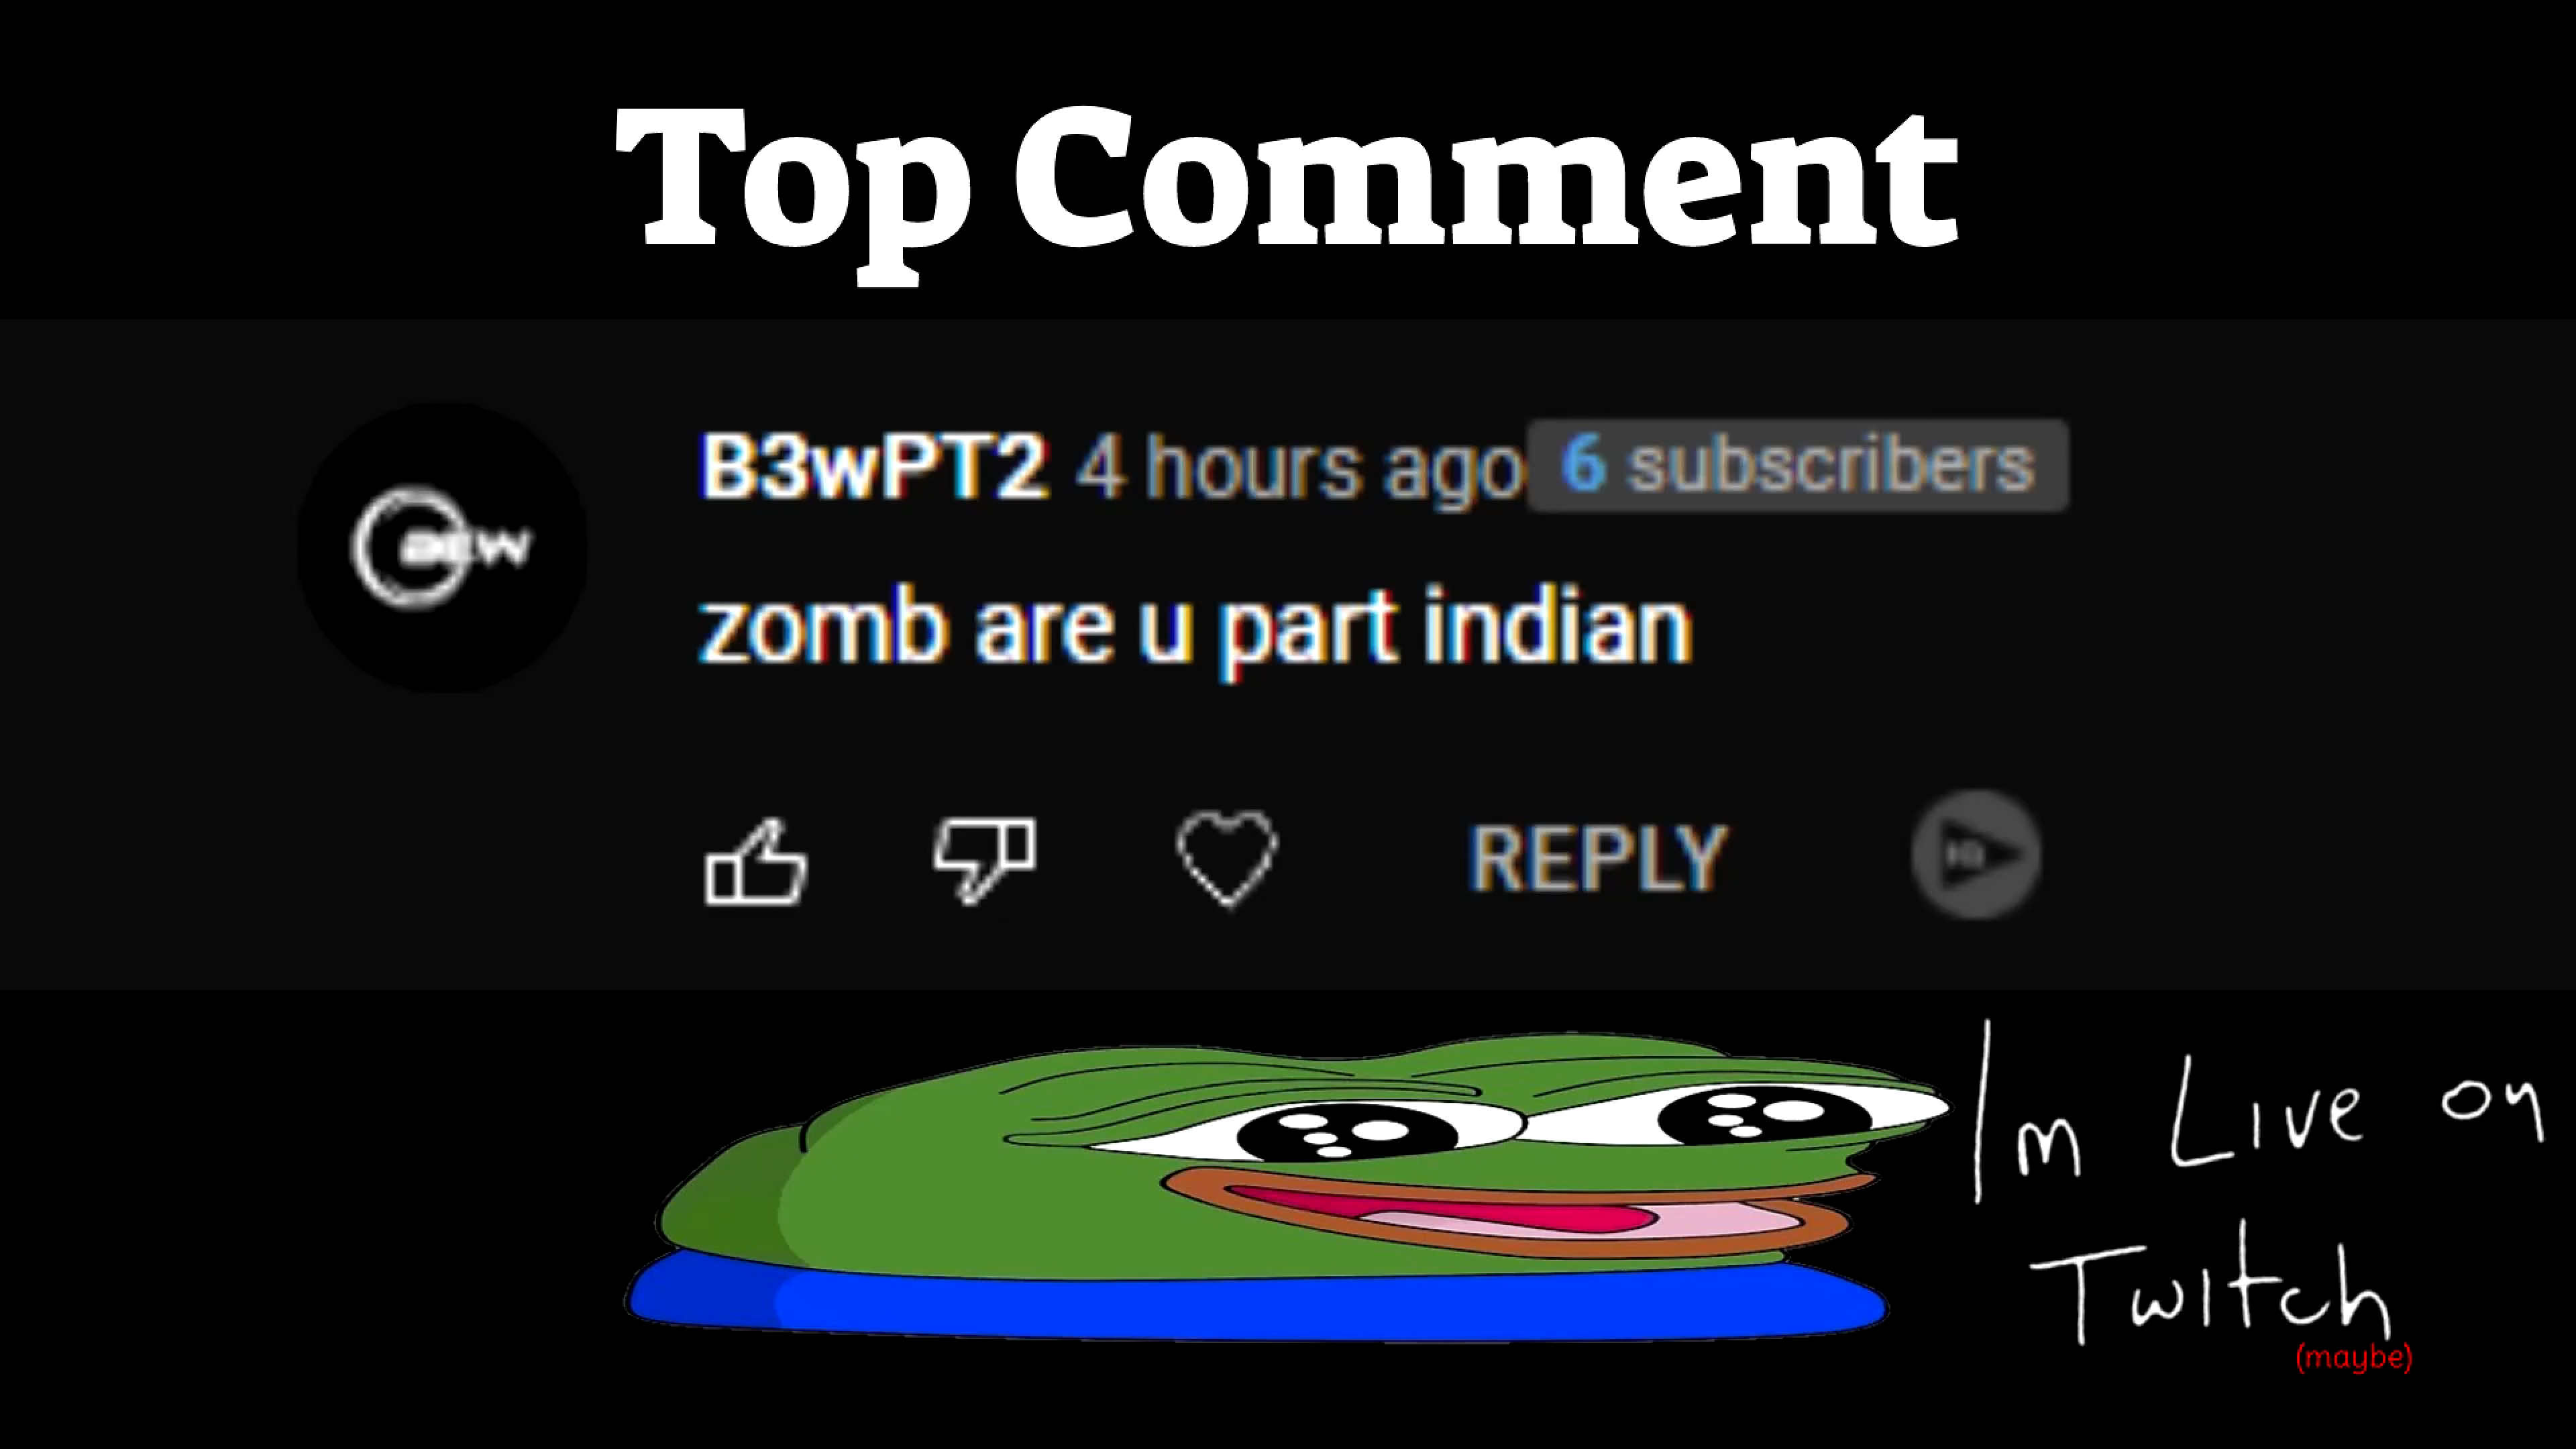 Top Comment
B3wPT2 4 hours ago 6 subscribers
zomb are u part indian
REPLY
Im Live on
Twitch
(maybe)